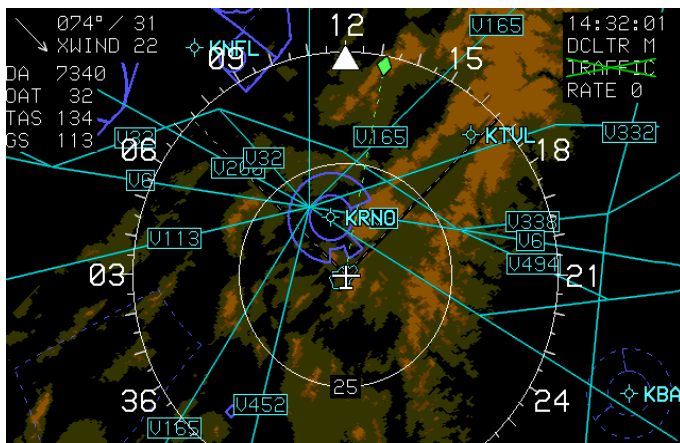 074° / 31
XWIND 22
DA 7340
OAT 32
TAS 134
GS 113
14:32:01
DCLTR M
TRAFFIC
RATE 0
12
15
18
21
24
36
03
06
09
KNFL
V165
V165
KTVL
V332
V32
V6
V113
KRNO
V338
V6
V494
25
V452
V165
KBA